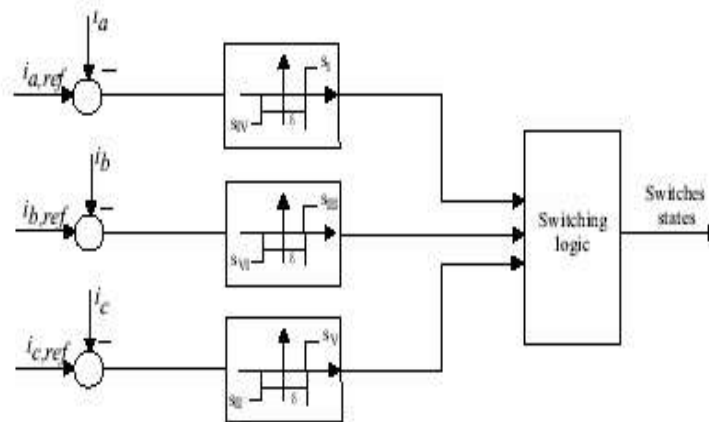 i_a
i_a,ref
s_I
s_IV
δ
i_b
i_b,ref
s_III
s_VI
δ
Switching
logic
Switches
states
i_c
i_c,ref
s_V
s_II
δ